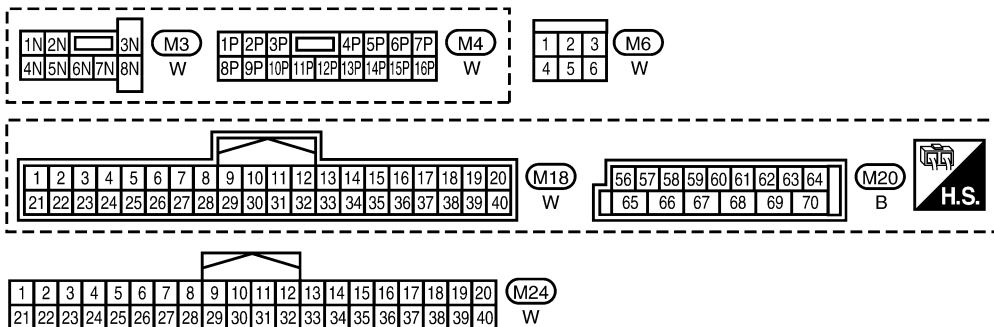 1N 2N 3N M3
4N 5N 6N 7N 8N W
1P 2P 3P 4P 5P 6P 7P M4
8P 9P 10P 11P 12P 13P 14P 15P 16P W
1 2 3 M6
4 5 6 W
1 2 3 4 5 6 7 8 9 10 11 12 13 14 15 16 17 18 19 20 M18
21 22 23 24 25 26 27 28 29 30 31 32 33 34 35 36 37 38 39 40 W
56 57 58 59 60 61 62 63 64 M20
65 66 67 68 69 70 B
H.S.
1 2 3 4 5 6 7 8 9 10 11 12 13 14 15 16 17 18 19 20 M24
21 22 23 24 25 26 27 28 29 30 31 32 33 34 35 36 37 38 39 40 W